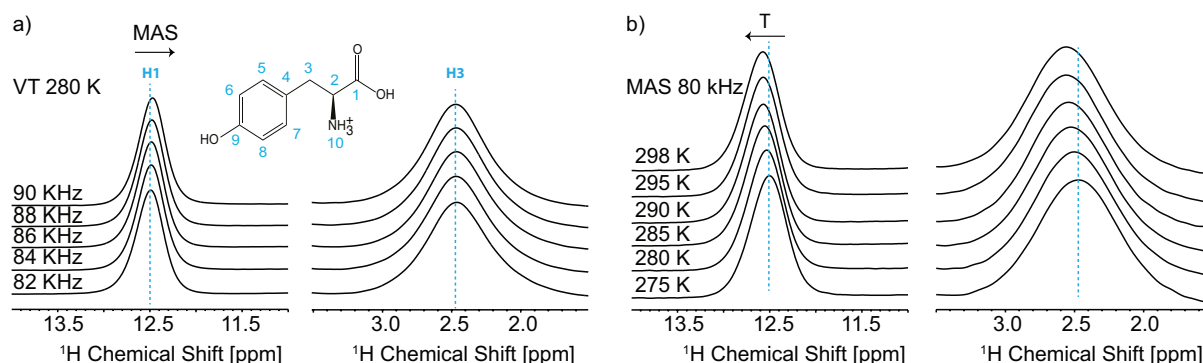 a)
MAS
VT 280 K
H1
H3
1
2
3
4
5
6
7
8
9
10
O
OH
NH3+
HO
90 KHz
88 KHz
86 KHz
84 KHz
82 KHz
13.5 12.5 11.5
3.0 2.5 2.0
¹H Chemical Shift [ppm] ¹H Chemical Shift [ppm]
b)
T
MAS 80 kHz
298 K
295 K
290 K
285 K
280 K
275 K
13.5 12.5 11.5
3.0 2.5 2.0
¹H Chemical Shift [ppm] ¹H Chemical Shift [ppm]